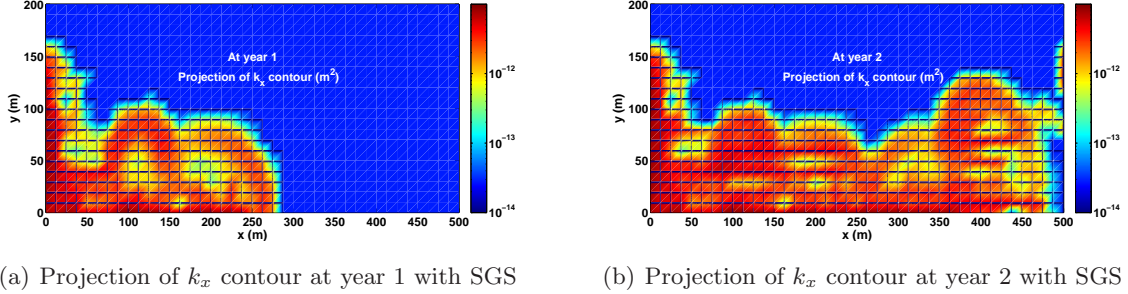 200
150
100
50
0
y (m)
0 50 100 150 200 250 300 350 400 450 500
x (m)
At year 1
Projection of kₓ contour (m²)
10⁻¹²
10⁻¹³
10⁻¹⁴
200
150
100
50
0
y (m)
0 50 100 150 200 250 300 350 400 450 500
x (m)
At year 2
Projection of kₓ contour (m²)
10⁻¹²
10⁻¹³
10⁻¹⁴
(a) Projection of kₓ contour at year 1 with SGS
(b) Projection of kₓ contour at year 2 with SGS